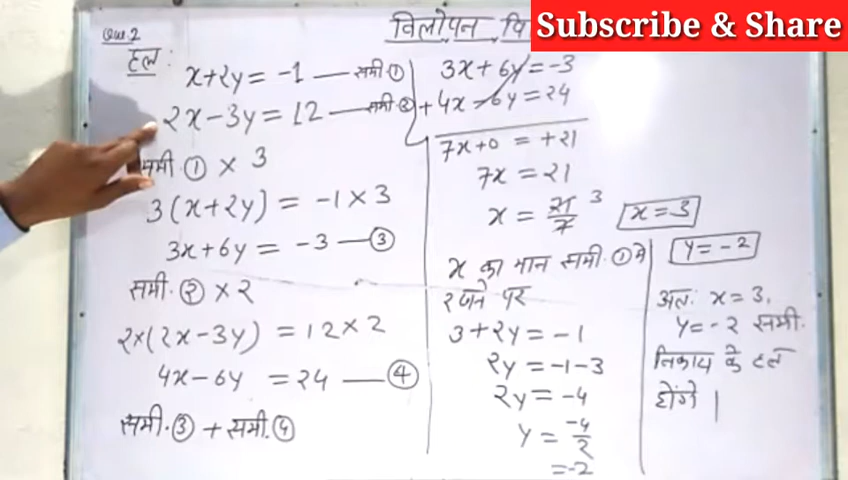 Subscribe & Share
Que.2
विलोपन वि
हल:
x+2y = -1 — समी①
2x-3y = 12 — समी②
समी.① × 3
3(x+2y) = -1×3
3x+6y = -3 — ③
समी.② × 2
2×(2x-3y) = 12×2
4x-6y = 24 — ④
समी.③ + समी.④
3x+6y = -3
+4x-6y = 24
7x+0 = +21
7x = 21
x = 21/7 3
x = 3
x का मान समी.① मे
रखने पर
3+2y = -1
2y = -1-3
2y = -4
y = -4/2
= -2
y = -2
अतः x = 3,
y = -2 समी.
निकाय के हल
होंगे |